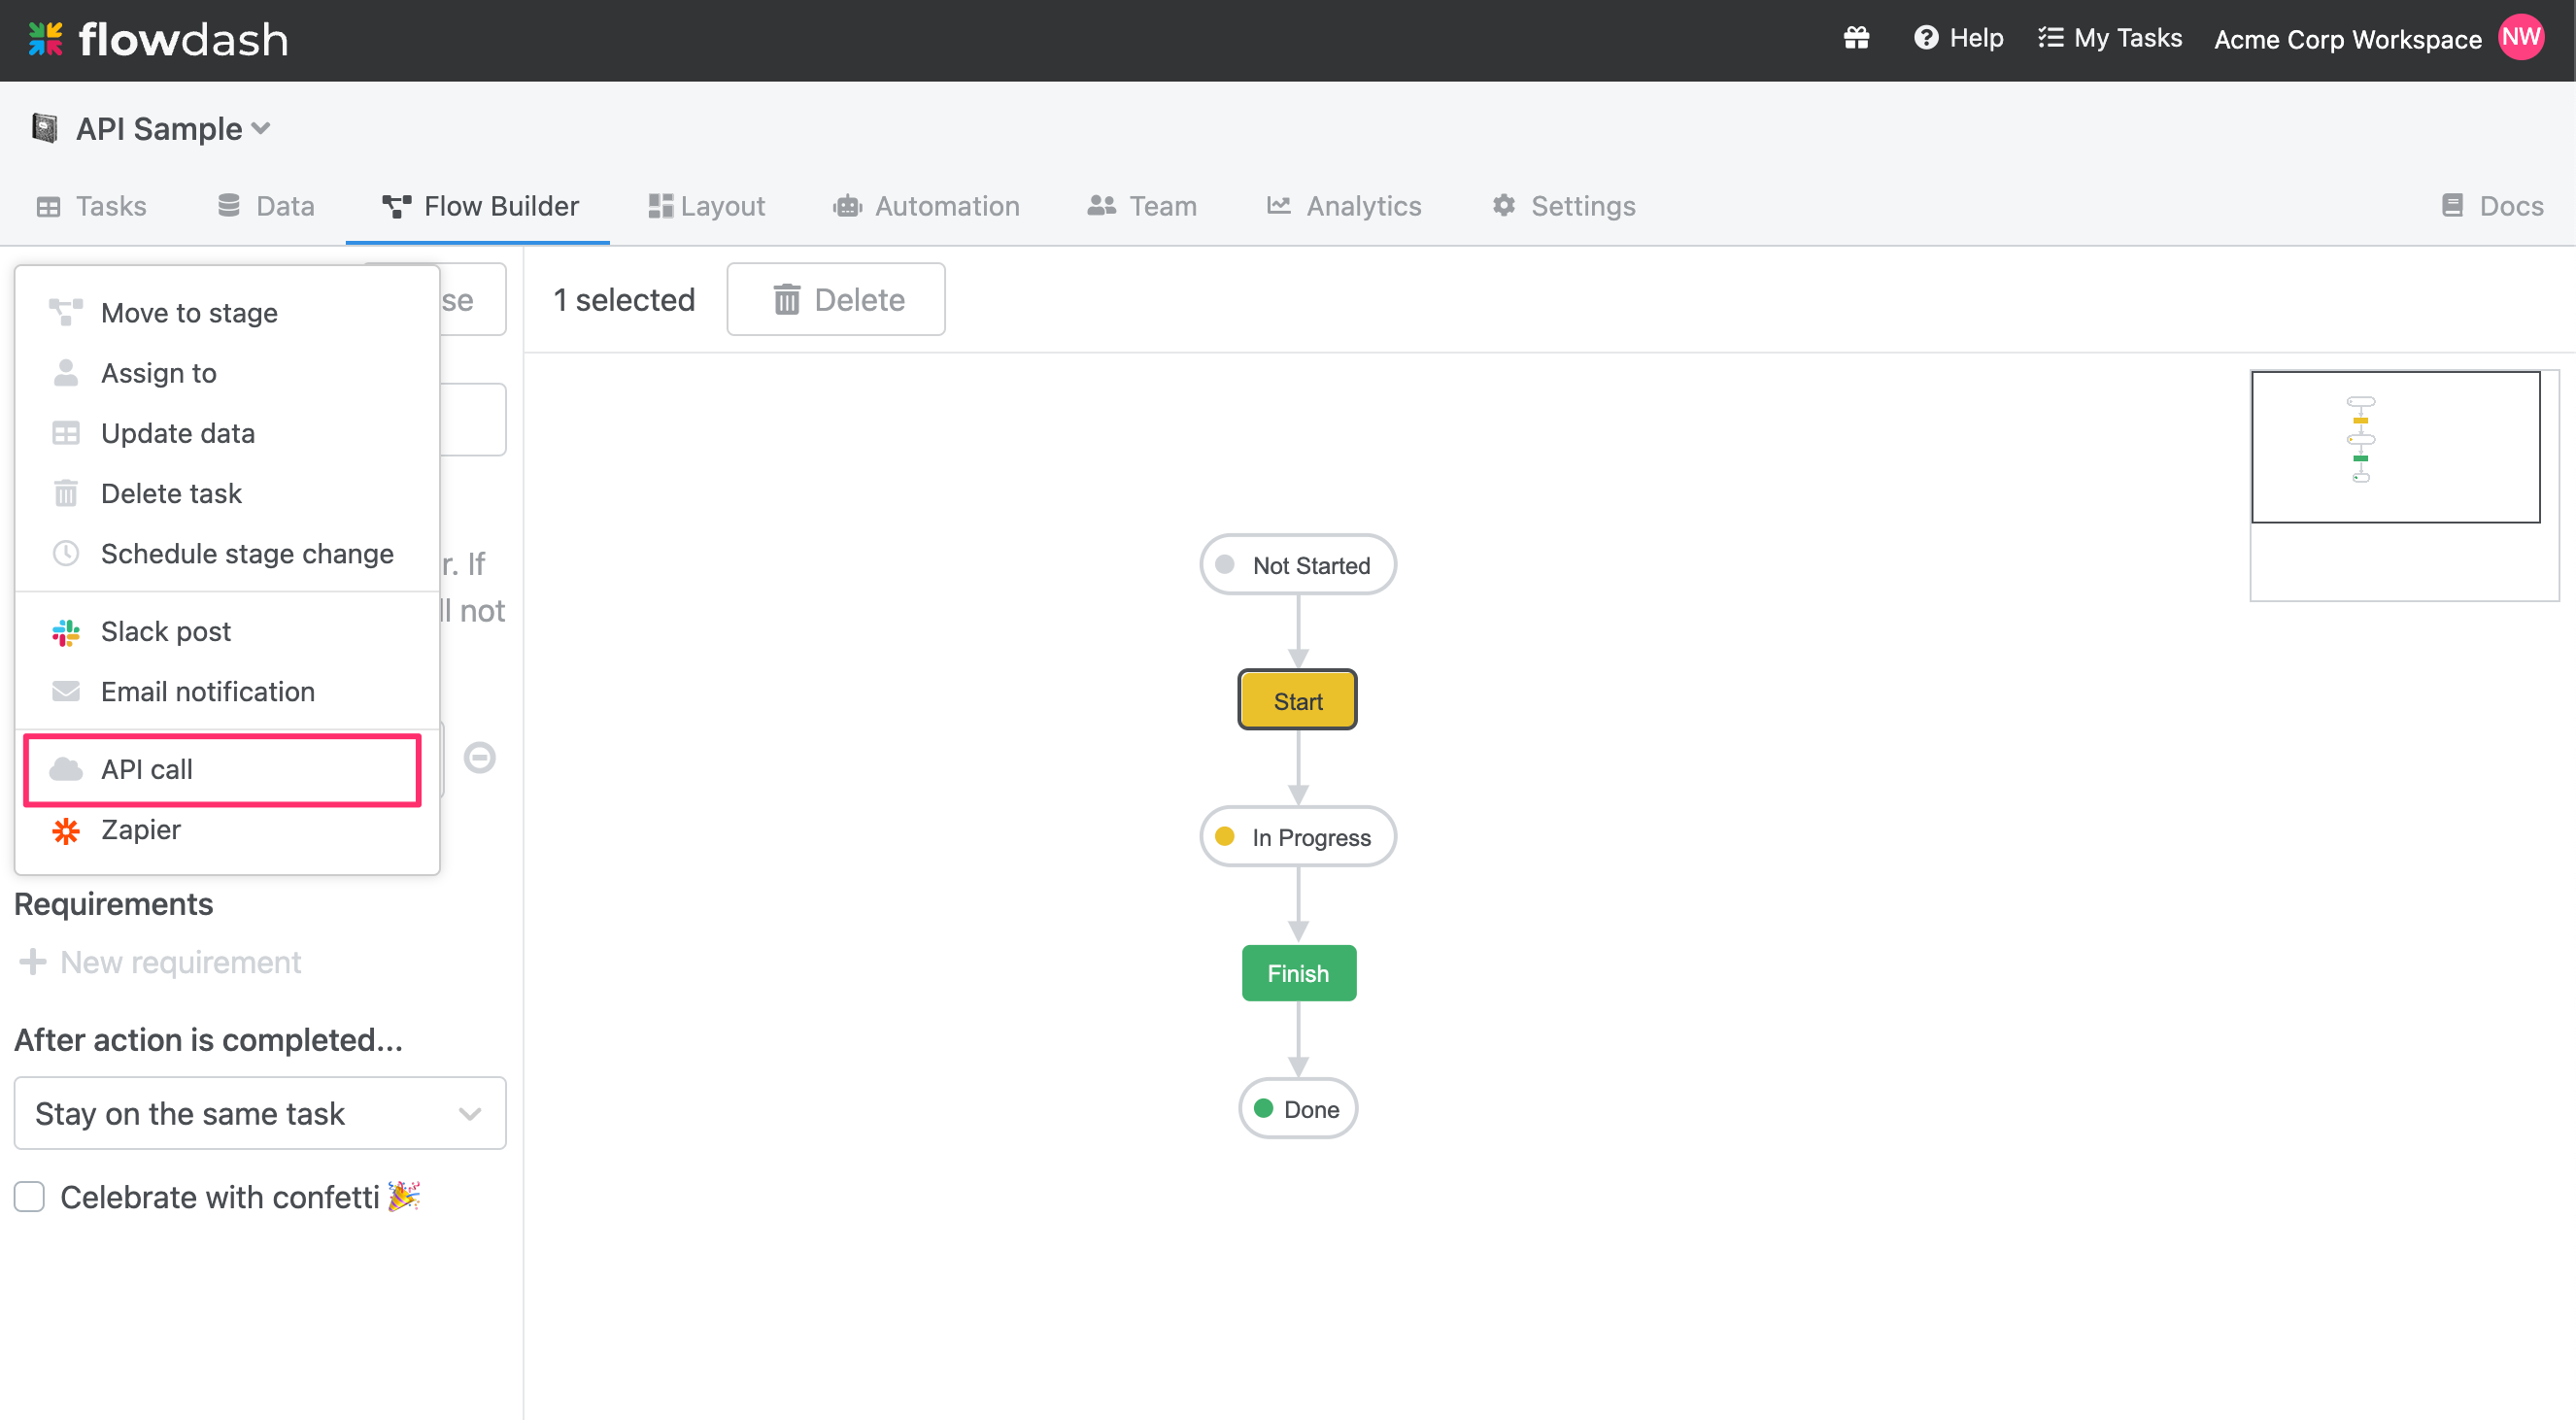 flowdash
Help
My Tasks
Acme Corp Workspace
NW
API Sample
Tasks
Data
Flow Builder
Layout
Automation
Team
Analytics
Settings
Docs
Move to stage
Assign to
Update data
Delete task
Schedule stage change
Slack post
Email notification
API call
Zapier
se
r. If
ll not
Requirements
New requirement
After action is completed...
Stay on the same task
Celebrate with confetti
1 selected
Delete
Not Started
Start
In Progress
Finish
Done